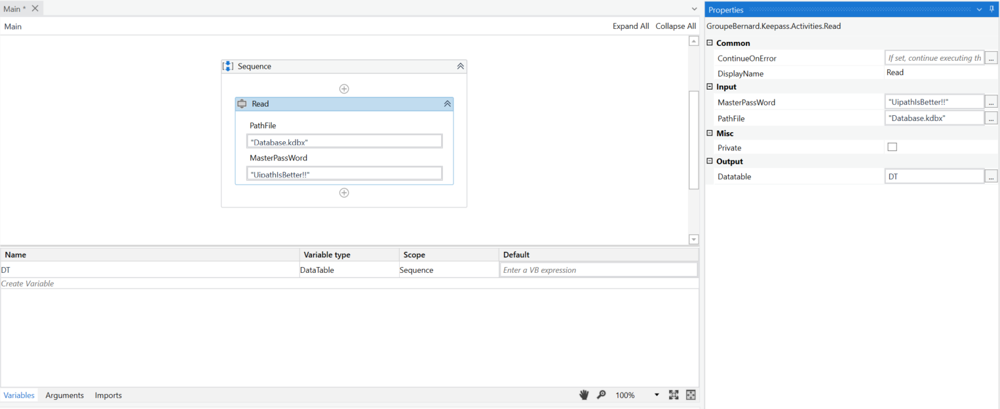 Main *
Main
Expand All Collapse All
Sequence
Read
PathFile
"Database.kdbx"
MasterPassWord
"UipathIsBetter!!"
Name Variable type Scope Default
DT DataTable Sequence Enter a VB expression
Create Variable
Variables Arguments Imports
100%
Properties
GroupeBernard.Keepass.Activities.Read
Common
ContinueOnError If set, continue executing th ...
DisplayName Read
Input
MasterPassWord "UipathIsBetter!!" ...
PathFile "Database.kdbx" ...
Misc
Private
Output
Datatable DT ...